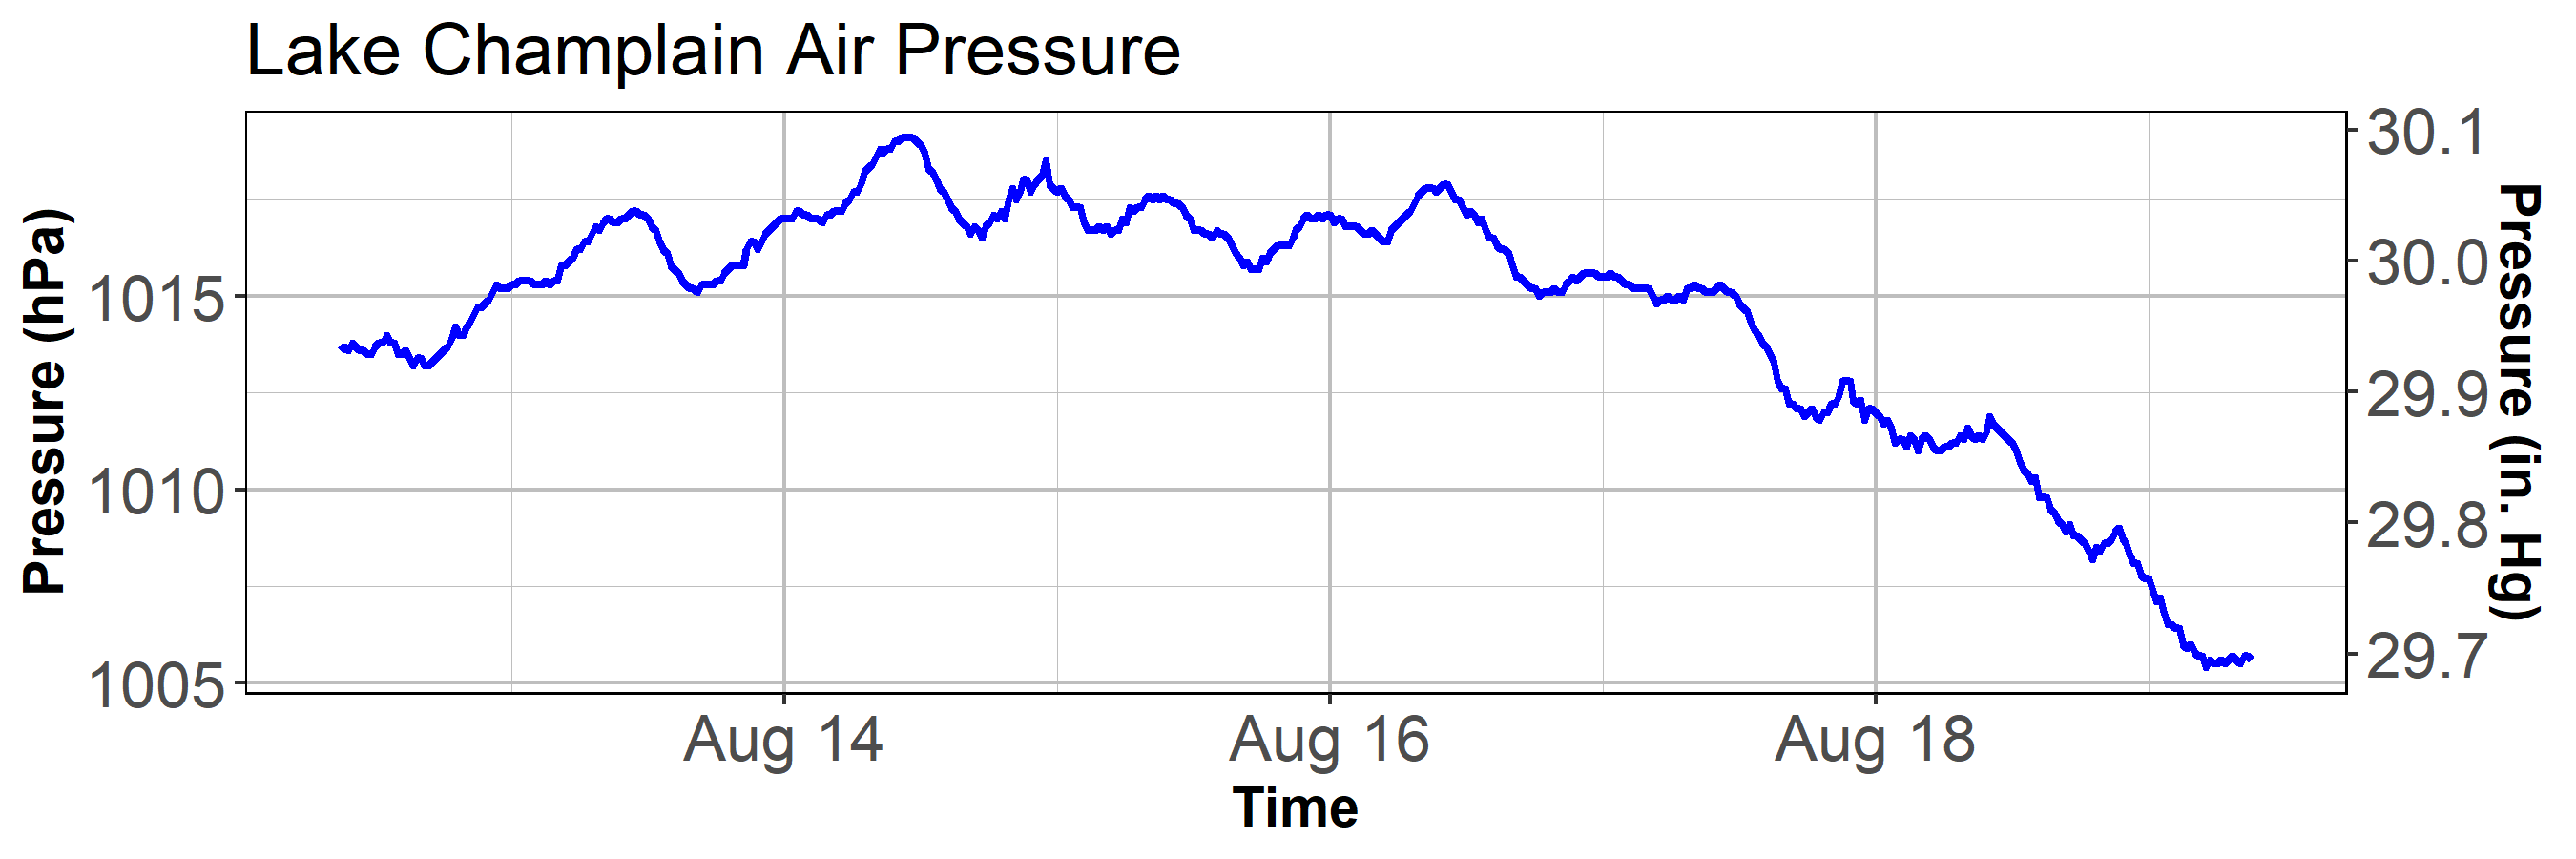 Lake Champlain Air Pressure
Pressure (hPa)
1015
1010
1005
30.1
30.0
29.9
29.8
29.7
Pressure (in. Hg)
Aug 14
Aug 16
Aug 18
Time